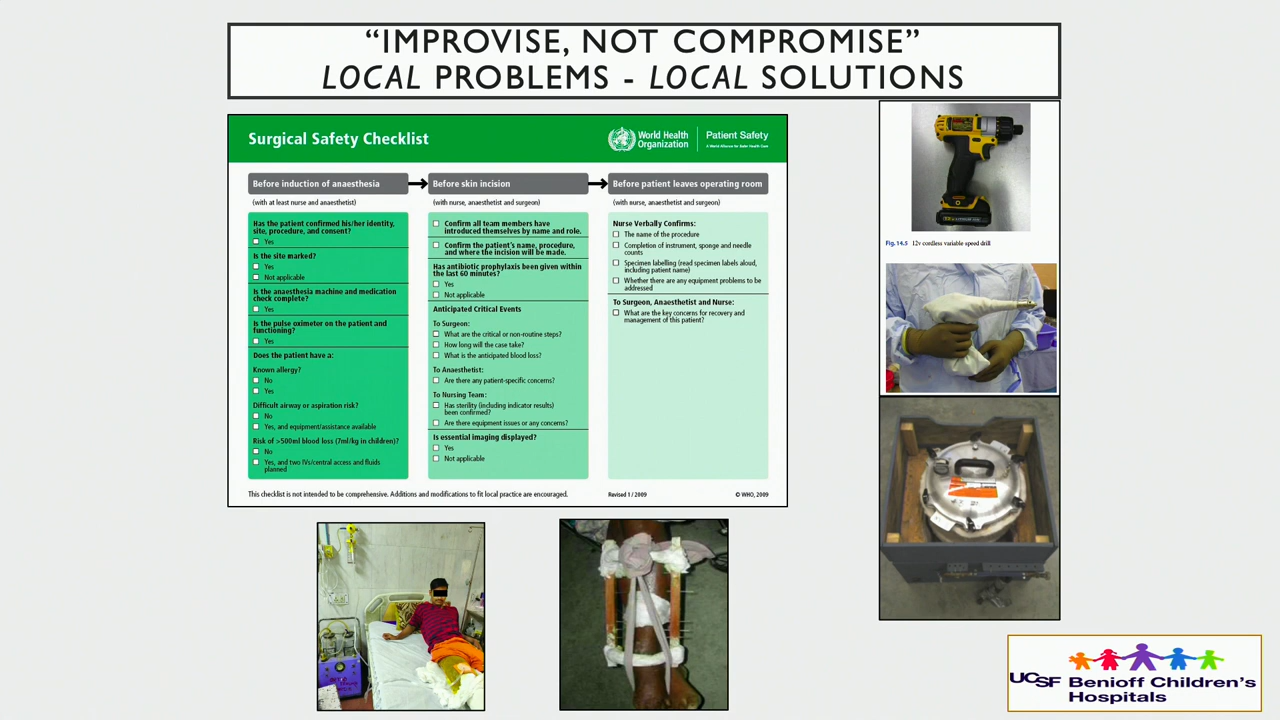 “IMPROVISE, NOT COMPROMISE”
LOCAL PROBLEMS - LOCAL SOLUTIONS
Surgical Safety Checklist
World Health
Organization
Patient Safety
A World Alliance for Safer Health Care
Before induction of anaesthesia
(with at least nurse and anaesthetist)
Has the patient confirmed his/her identity,
site, procedure, and consent?
Yes
Is the site marked?
Yes
Not applicable
Is the anaesthesia machine and medication
check complete?
Yes
Is the pulse oximeter on the patient and
functioning?
Yes
Does the patient have a:
Known allergy?
No
Yes
Difficult airway or aspiration risk?
No
Yes, and equipment/assistance available
Risk of >500ml blood loss (7ml/kg in children)?
No
Yes, and two IVs/central access and fluids
planned
Before skin incision
(with nurse, anaesthetist and surgeon)
Confirm all team members have
introduced themselves by name and role.
Confirm the patient’s name, procedure,
and where the incision will be made.
Has antibiotic prophylaxis been given within
the last 60 minutes?
Yes
Not applicable
Anticipated Critical Events
To Surgeon:
What are the critical or non-routine steps?
How long will the case take?
What is the anticipated blood loss?
To Anaesthetist:
Are there any patient-specific concerns?
To Nursing Team:
Has sterility (including indicator results)
been confirmed?
Are there equipment issues or any concerns?
Is essential imaging displayed?
Yes
Not applicable
Before patient leaves operating room
(with nurse, anaesthetist and surgeon)
Nurse Verbally Confirms:
The name of the procedure
Completion of instrument, sponge and needle
counts
Specimen labelling (read specimen labels aloud,
including patient name)
Whether there are any equipment problems to be
addressed
To Surgeon, Anaesthetist and Nurse:
What are the key concerns for recovery and
management of this patient?
This checklist is not intended to be comprehensive. Additions and modifications to fit local practice are encouraged.
Revised 1 / 2009
© WHO, 2009
Fig. 14.5 12v cordless variable speed drill
UCSF Benioff Children’s
Hospitals